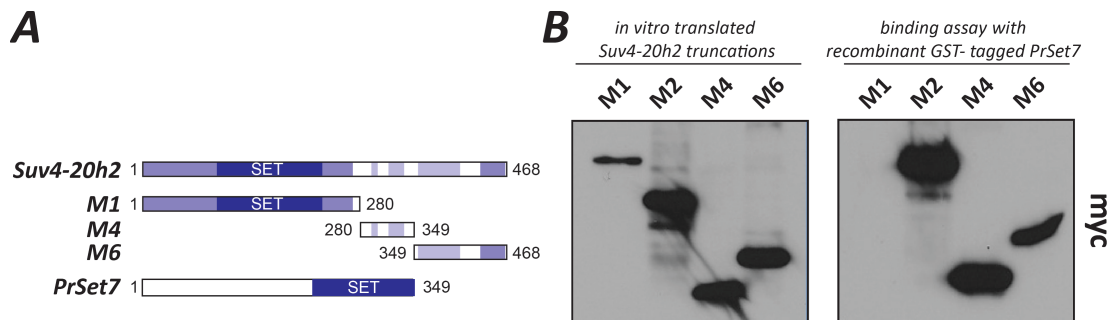 A
B
in vitro translated
Suv4-20h2 truncations
binding assay with
recombinant GST- tagged PrSet7
M1 M2 M4 M6
M1 M2 M4 M6
Suv4-20h2 1 SET 468
M1 1 SET 280
M4 280 349
M6 349 468
PrSet7 1 SET 349
myc